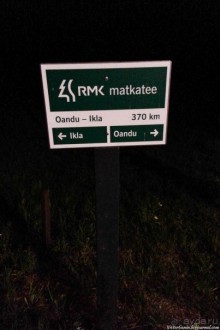 RMK matkatee
Oandu – Ikla 370 km
← Ikla Oandu →